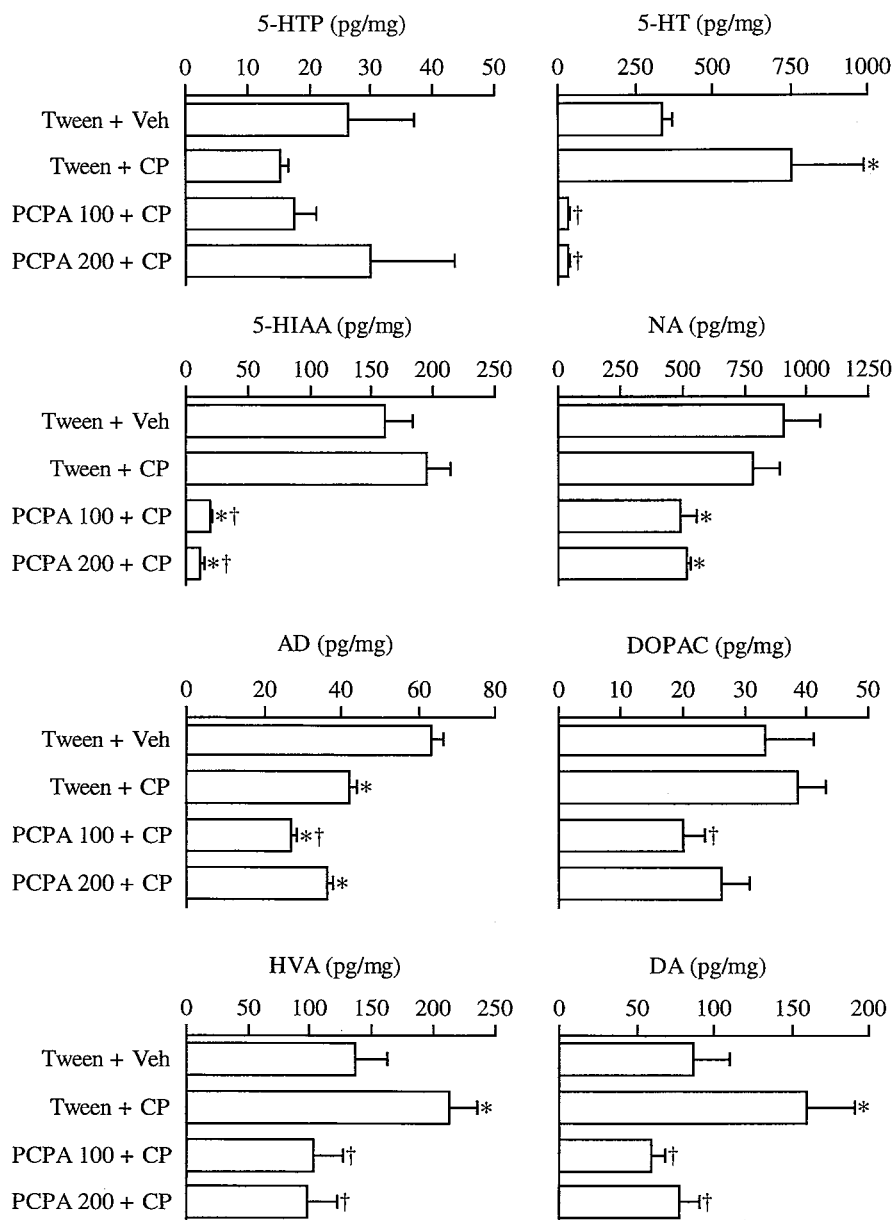 5-HTP (pg/mg) 5-HT (pg/mg)
0 10 20 30 40 50 0 250 500 750 1000
Tween + Veh
Tween + CP *
PCPA 100 + CP †
PCPA 200 + CP †
5-HIAA (pg/mg) NA (pg/mg)
0 50 100 150 200 250 0 250 500 750 1000 1250
Tween + Veh
Tween + CP
PCPA 100 + CP *† *
PCPA 200 + CP *† *
AD (pg/mg) DOPAC (pg/mg)
0 20 40 60 80 0 10 20 30 40 50
Tween + Veh
Tween + CP *
PCPA 100 + CP *† †
PCPA 200 + CP *
HVA (pg/mg) DA (pg/mg)
0 50 100 150 200 250 0 50 100 150 200
Tween + Veh
Tween + CP * *
PCPA 100 + CP † †
PCPA 200 + CP † †